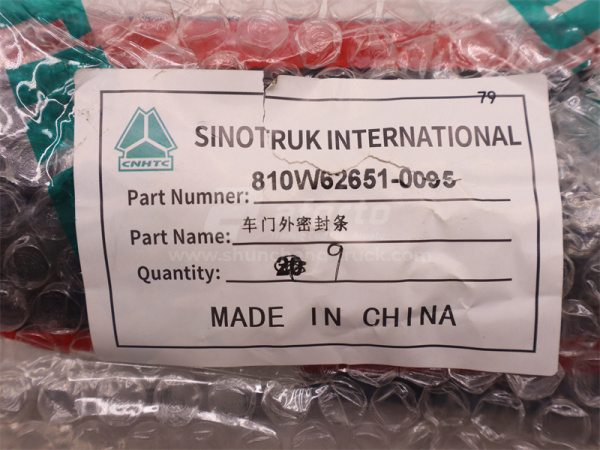 79
CNHTC
SINOTRUK INTERNATIONAL
Part Numner: 810W62651-0095
Part Name: 车门外密封条
Quantity: 9
MADE IN CHINA